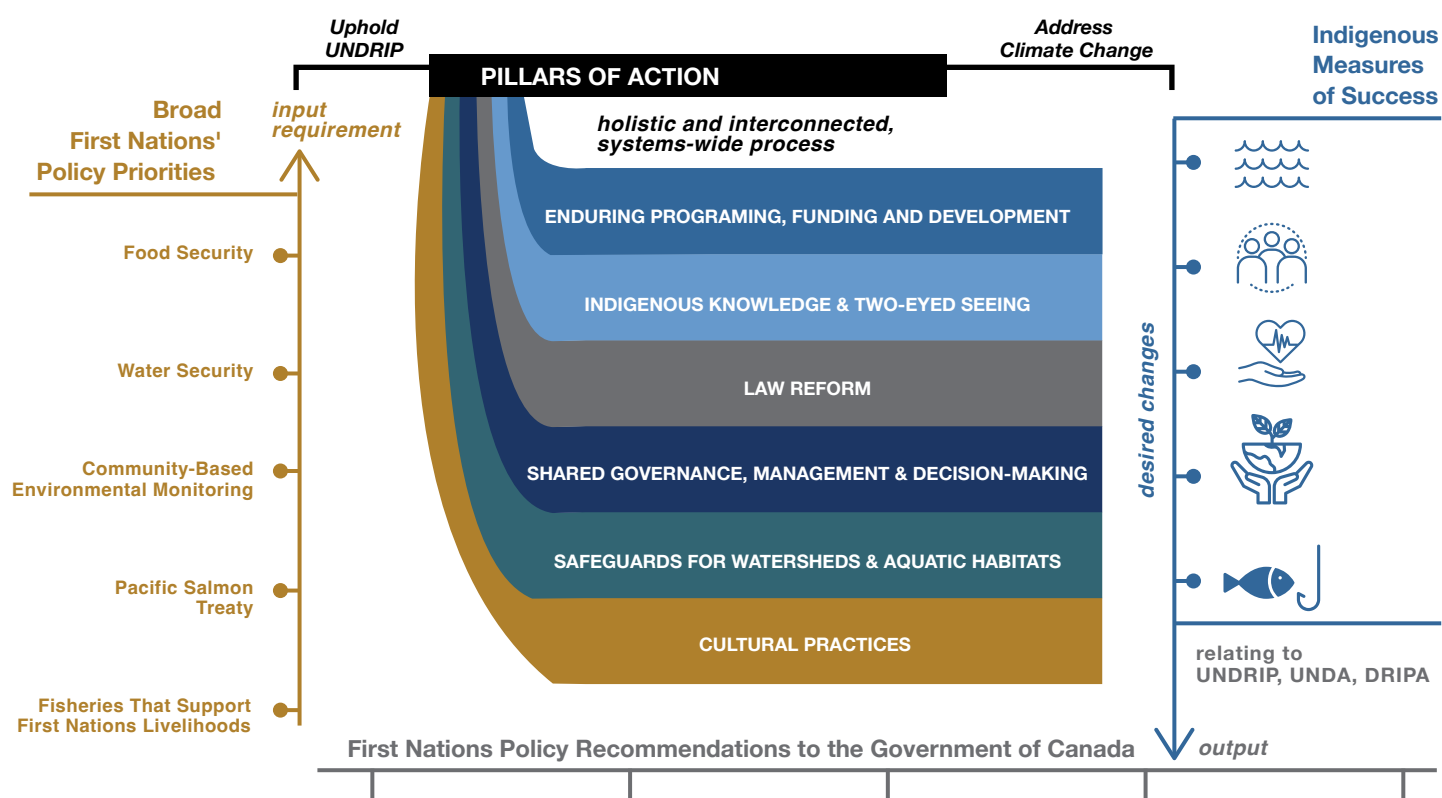 Uphold
UNDRIP
Address
Climate Change
PILLARS OF ACTION
holistic and interconnected,
systems-wide process
Broad
First Nations'
Policy Priorities
input
requirement
Food Security
Water Security
Community-Based
Environmental Monitoring
Pacific Salmon
Treaty
Fisheries That Support
First Nations Livelihoods
ENDURING PROGRAMING, FUNDING AND DEVELOPMENT
INDIGENOUS KNOWLEDGE & TWO-EYED SEEING
LAW REFORM
SHARED GOVERNANCE, MANAGEMENT & DECISION-MAKING
SAFEGUARDS FOR WATERSHEDS & AQUATIC HABITATS
CULTURAL PRACTICES
Indigenous
Measures
of Success
desired changes
relating to
UNDRIP, UNDA, DRIPA
output
First Nations Policy Recommendations to the Government of Canada